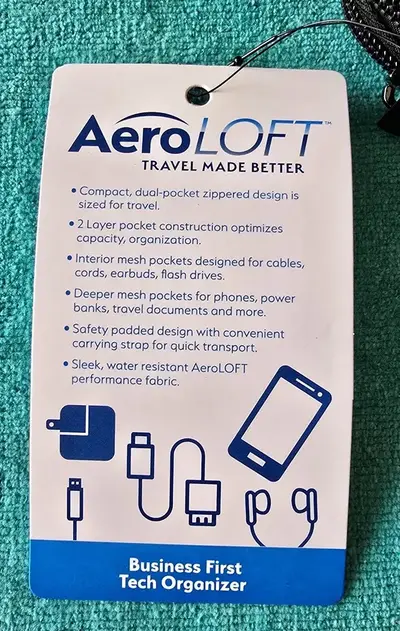 AeroLOFT™
TRAVEL MADE BETTER
• Compact, dual-pocket zippered design is
sized for travel.
• 2 Layer pocket construction optimizes
capacity, organization.
• Interior mesh pockets designed for cables,
cords, earbuds, flash drives.
• Deeper mesh pockets for phones, power
banks, travel documents and more.
• Safety padded design with convenient
carrying strap for quick transport.
• Sleek, water resistant AeroLOFT
performance fabric.
Business First
Tech Organizer